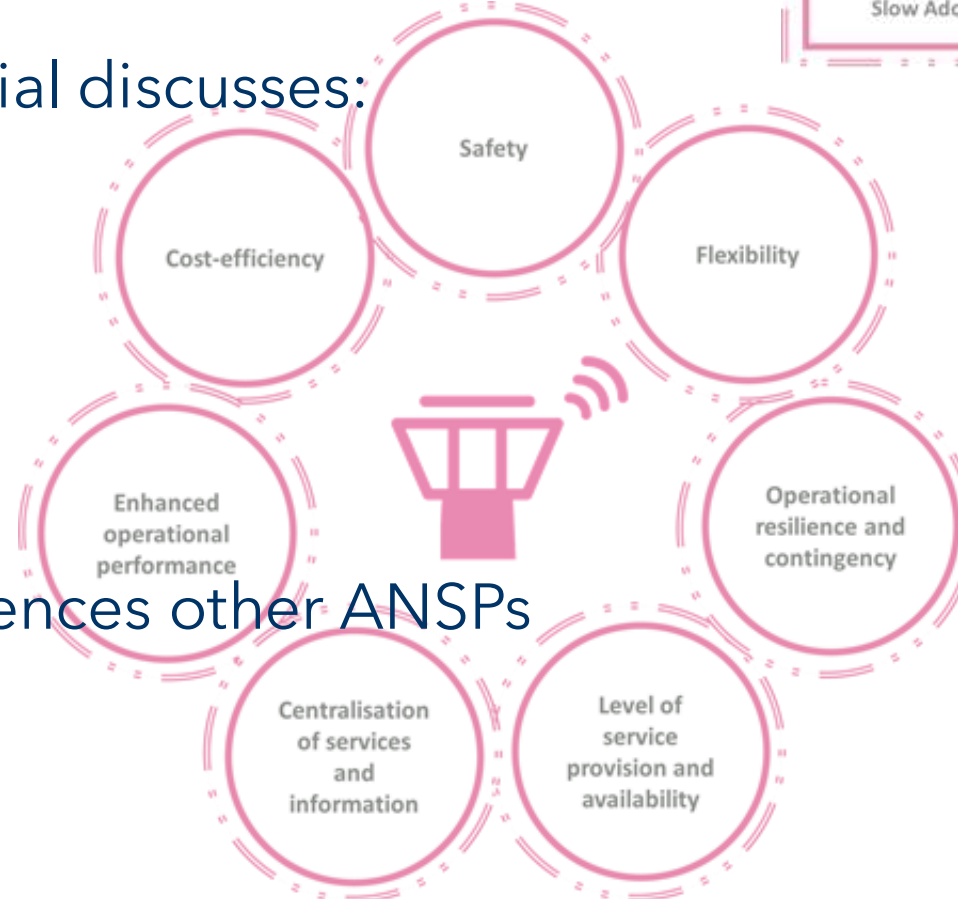 Slow
ial discusses:
Safety
Cost-efficiency
Flexibility
Enhanced
operational
performance
Operational
resilience and
contingency
ences other ANSPs
Centralisation
of services
and
information
Level of
service
provision and
availability